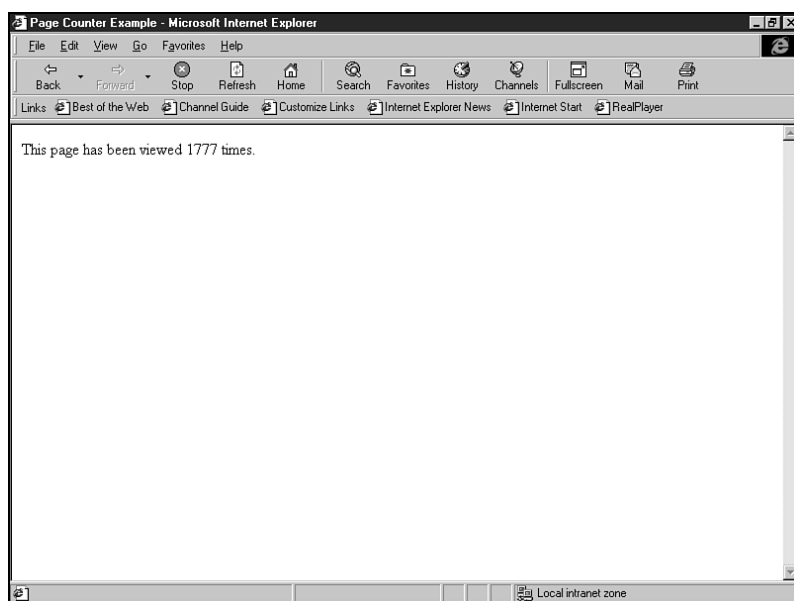 Page Counter Example - Microsoft Internet Explorer
File Edit View Go Favorites Help
Back Forward Stop Refresh Home Search Favorites History Channels Fullscreen Mail Print
Links Best of the Web Channel Guide Customize Links Internet Explorer News Internet Start RealPlayer
This page has been viewed 1777 times.
Local intranet zone